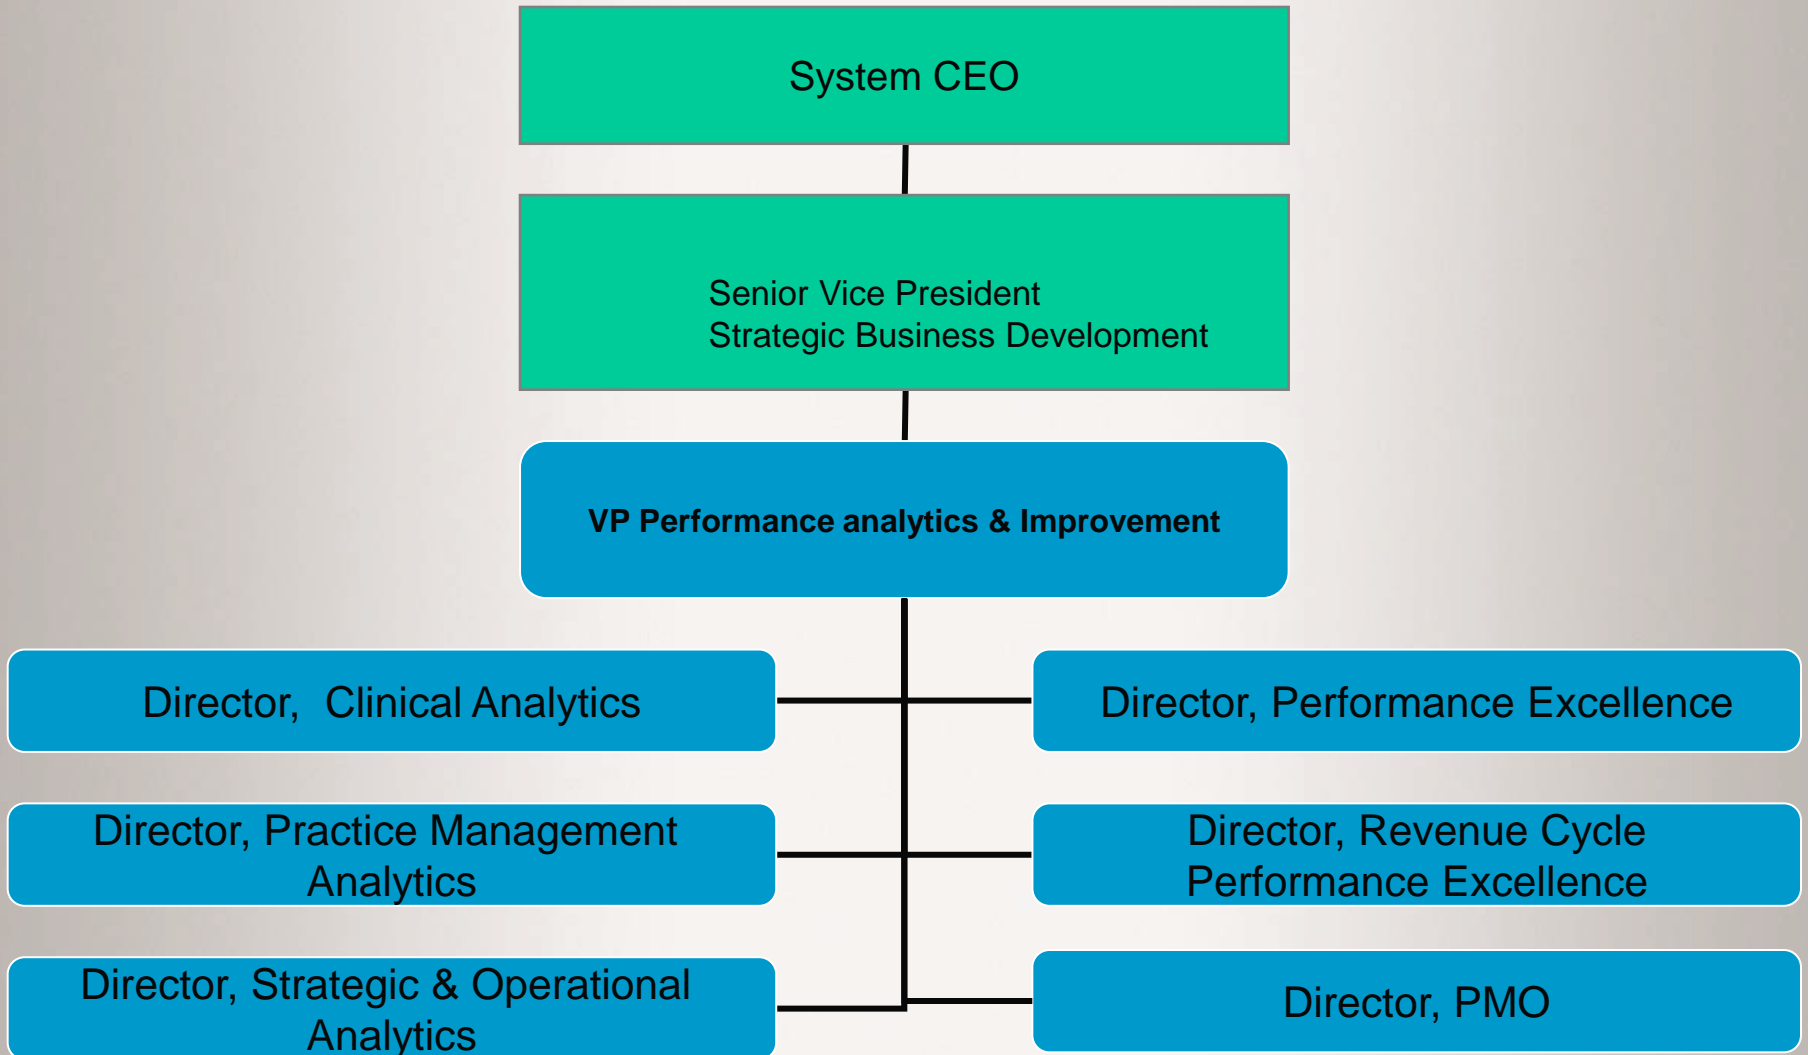 System CEO
Senior Vice President
Strategic Business Development
VP Performance analytics & Improvement
Director, Clinical Analytics
Director, Performance Excellence
Director, Practice Management
Analytics
Director, Revenue Cycle
Performance Excellence
Director, Strategic & Operational
Analytics
Director, PMO